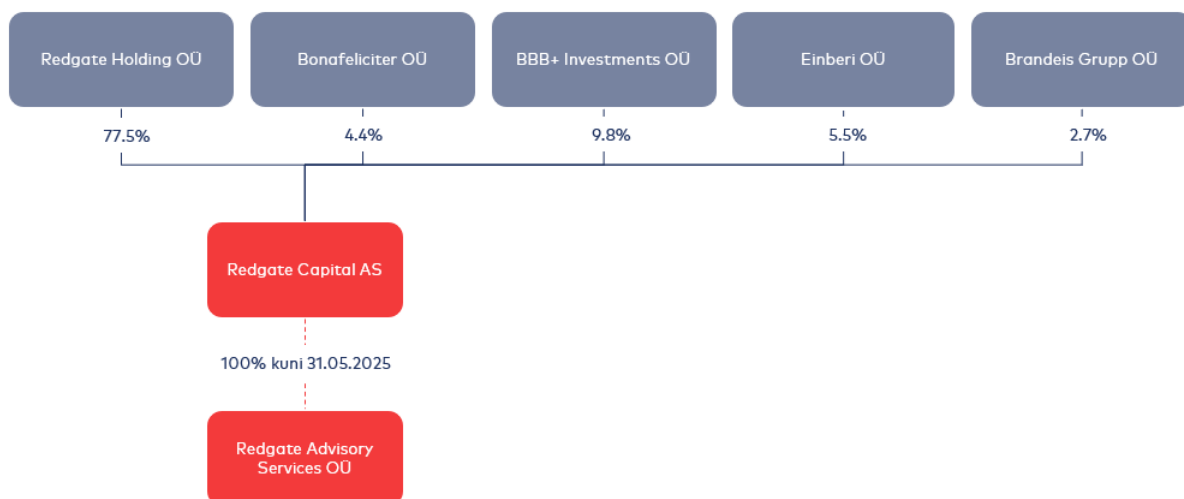 Redgate Holding OÜ
Bonafeliciter OÜ
BBB+ Investments OÜ
Einberi OÜ
Brandeis Grupp OÜ
77.5%
4.4%
9.8%
5.5%
2.7%
Redgate Capital AS
100% kuni 31.05.2025
Redgate Advisory
Services OÜ